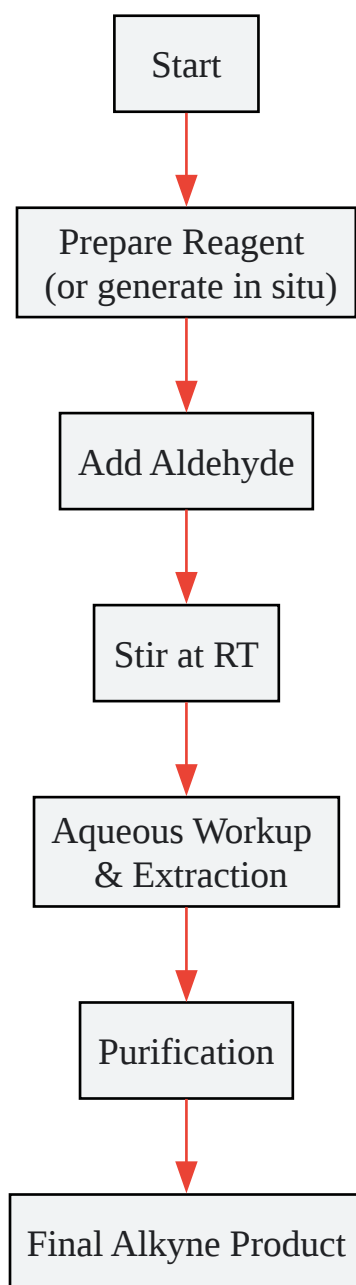 Start
Prepare Reagent
(or generate in situ)
Add Aldehyde
Stir at RT
Aqueous Workup
& Extraction
Purification
Final Alkyne Product